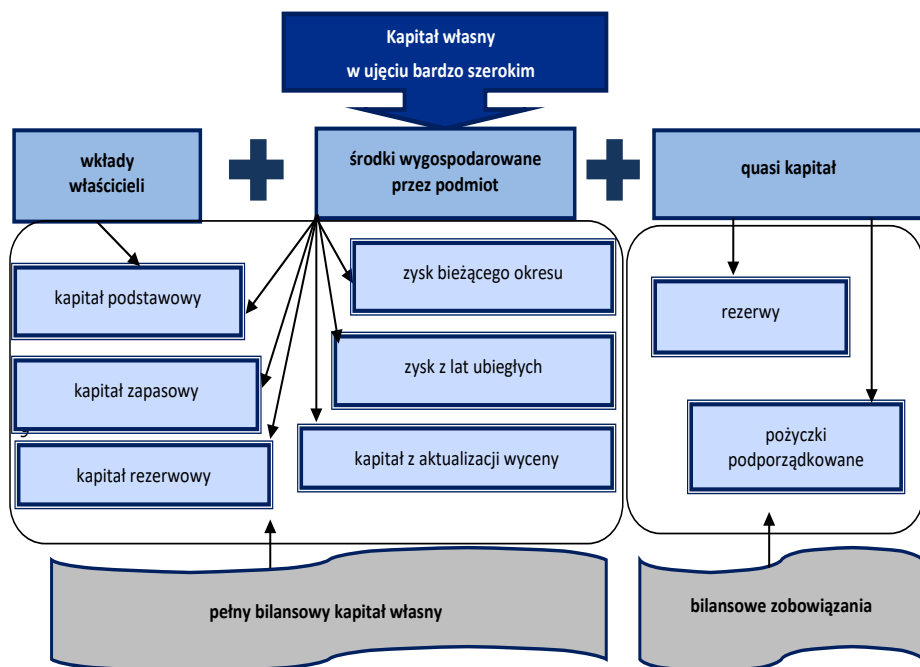 Kapitał własny
w ujęciu bardzo szerokim
wkłady
właścicieli
środki wygospodarowane
przez podmiot
quasi kapitał
kapitał podstawowy
zysk bieżącego okresu
rezerwy
zysk z lat ubiegłych
kapitał zapasowy
kapitał rezerwowy
kapitał z aktualizacji wyceny
pożyczki
podporządkowane
pełny bilansowy kapitał własny
bilansowe zobowiązania